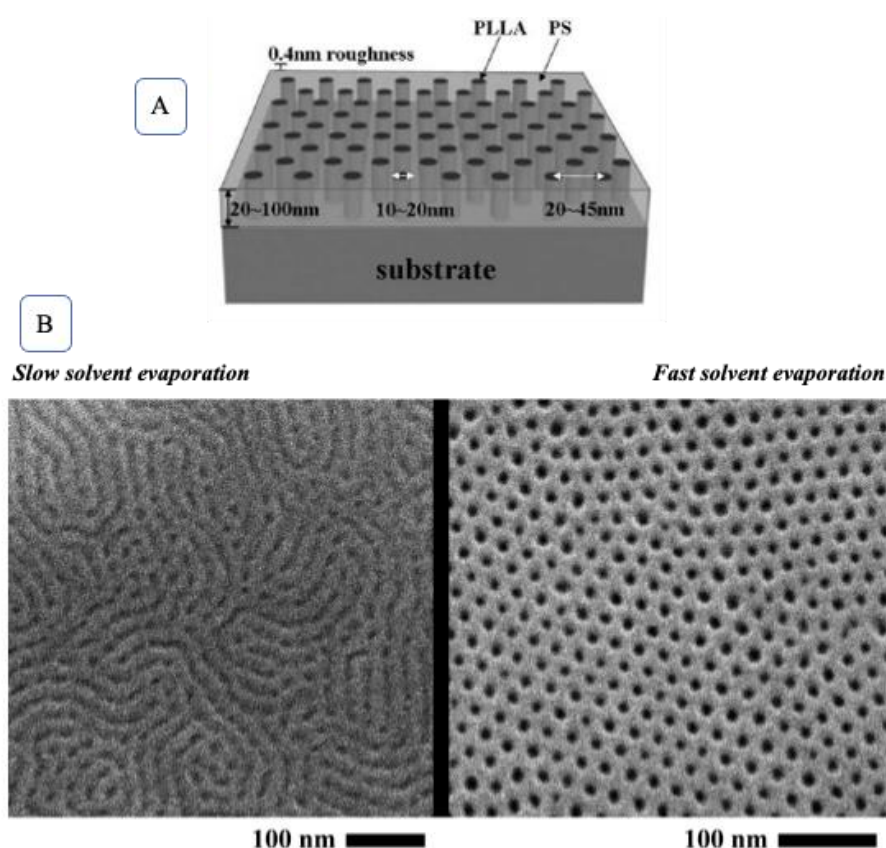 PLLA PS
0.4nm roughness
A
20~100nm 10~20nm 20~45nm
substrate
B
Slow solvent evaporation Fast solvent evaporation
100 nm 100 nm